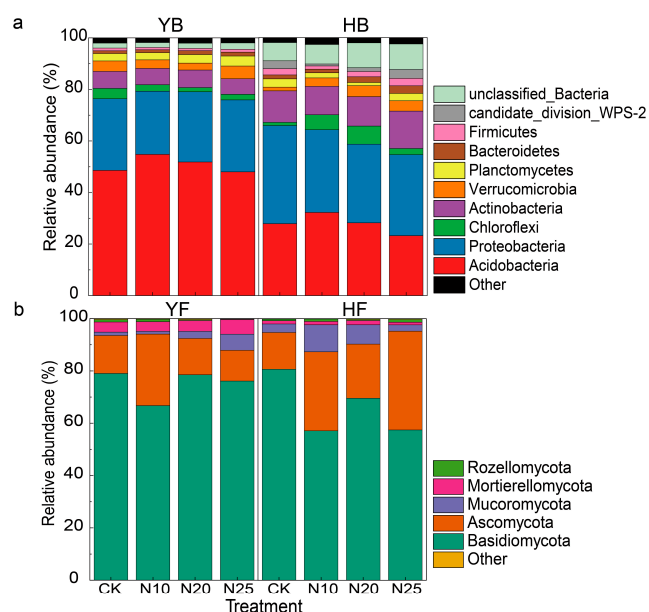 a
YB HB
100
80
60
40
20
0
Relative abundance (%)
unclassified_Bacteria
candidate_division_WPS-2
Firmicutes
Bacteroidetes
Planctomycetes
Verrucomicrobia
Actinobacteria
Chloroflexi
Proteobacteria
Acidobacteria
Other
b
YF HF
100
80
60
40
20
0
Relative abundance (%)
Rozellomycota
Mortierellomycota
Mucoromycota
Ascomycota
Basidiomycota
Other
CK N10 N20 N25 CK N10 N20 N25
Treatment